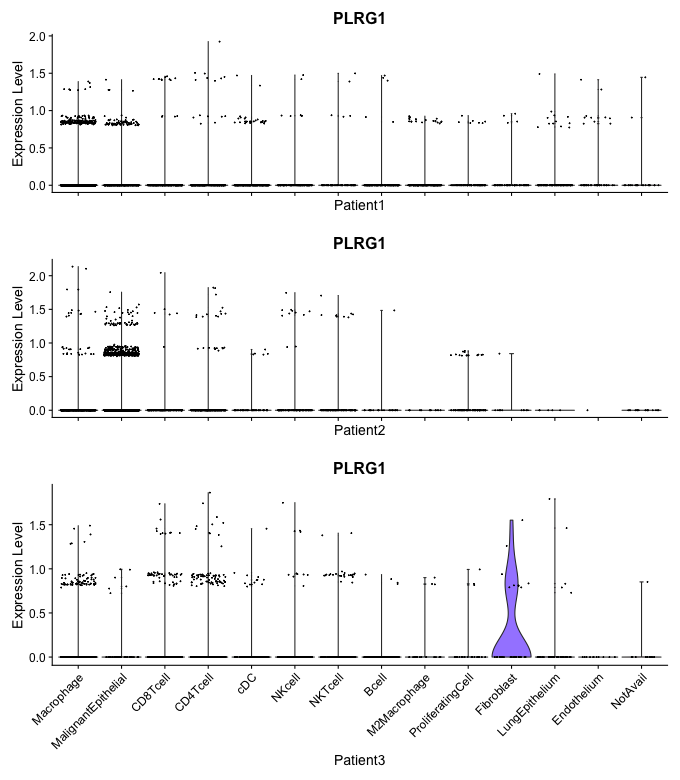 PLRG1
Expression Level
2.0
1.5
1.0
0.5
0.0
Patient1
PLRG1
Expression Level
2.0
1.5
1.0
0.5
0.0
Patient2
PLRG1
Expression Level
1.5
1.0
0.5
0.0
Macrophage
MalignantEpithelial
CD8Tcell
CD4Tcell
cDC
NKcell
NKTcell
Bcell
M2Macrophage
ProliferatingCell
Fibroblast
LungEpithelium
Endothelium
NotAvail
Patient3